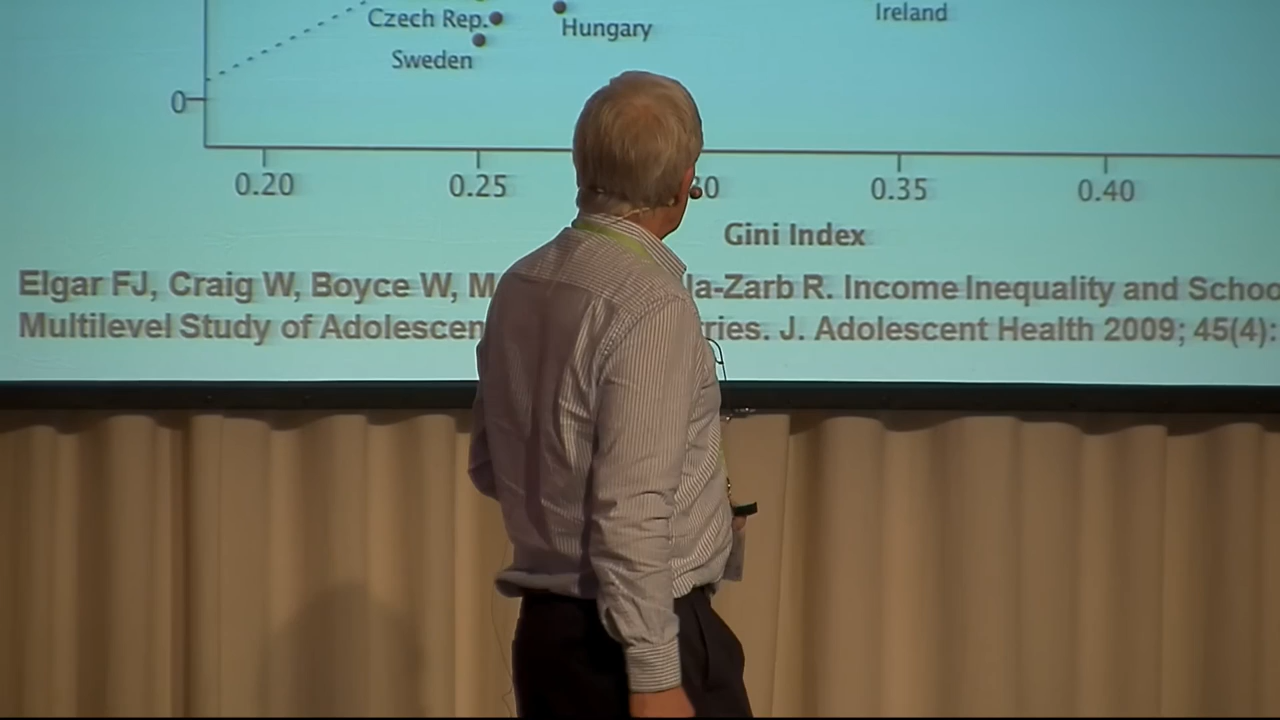 Czech Rep.
Ireland
Hungary
Sweden
0
0.20 0.25 0.35 0.40
Gini Index
Elgar FJ, Craig W, Boyce W, M la-Zarb R. Income Inequality and Schoo
Multilevel Study of Adolescen ries. J. Adolescent Health 2009; 45(4):